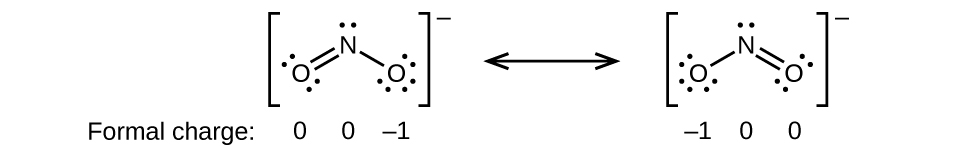 – –
N N
O O O O
Formal charge: 0 0 –1 –1 0 0